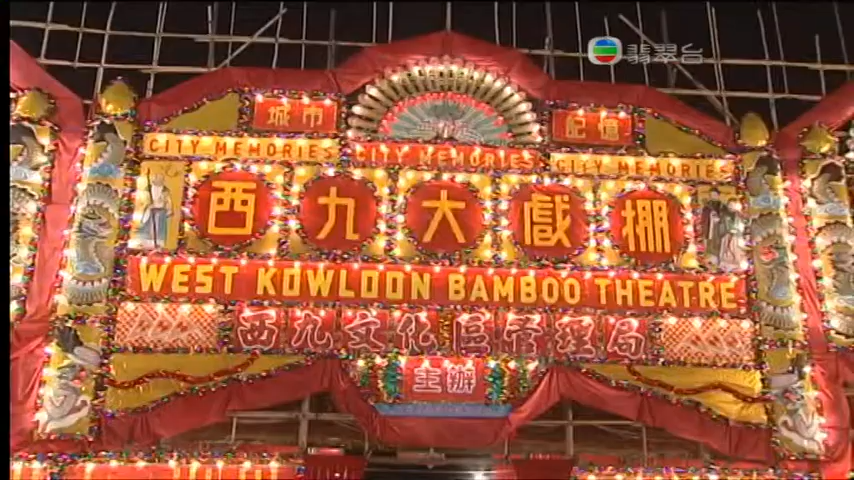 翡翠台
城市 記憶
CITY MEMORIES CITY MEMORIES CITY MEMORIES
西九大戲棚
WEST KOWLOON BAMBOO THEATRE
西九文化區管理局
主辦